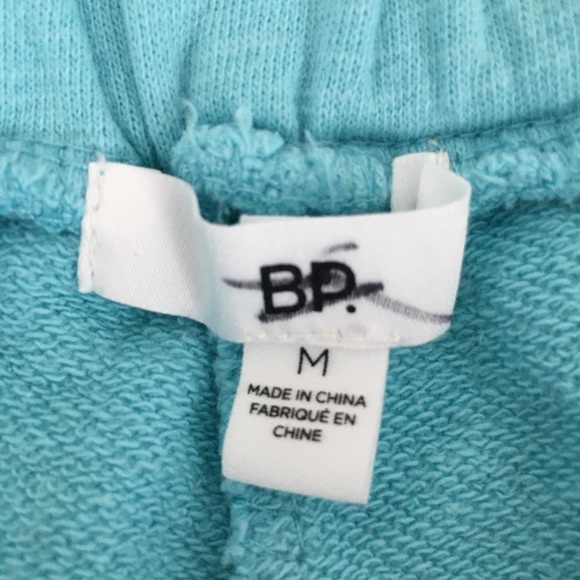 BP.
M
MADE IN CHINA
FABRIQUÉ EN
CHINE